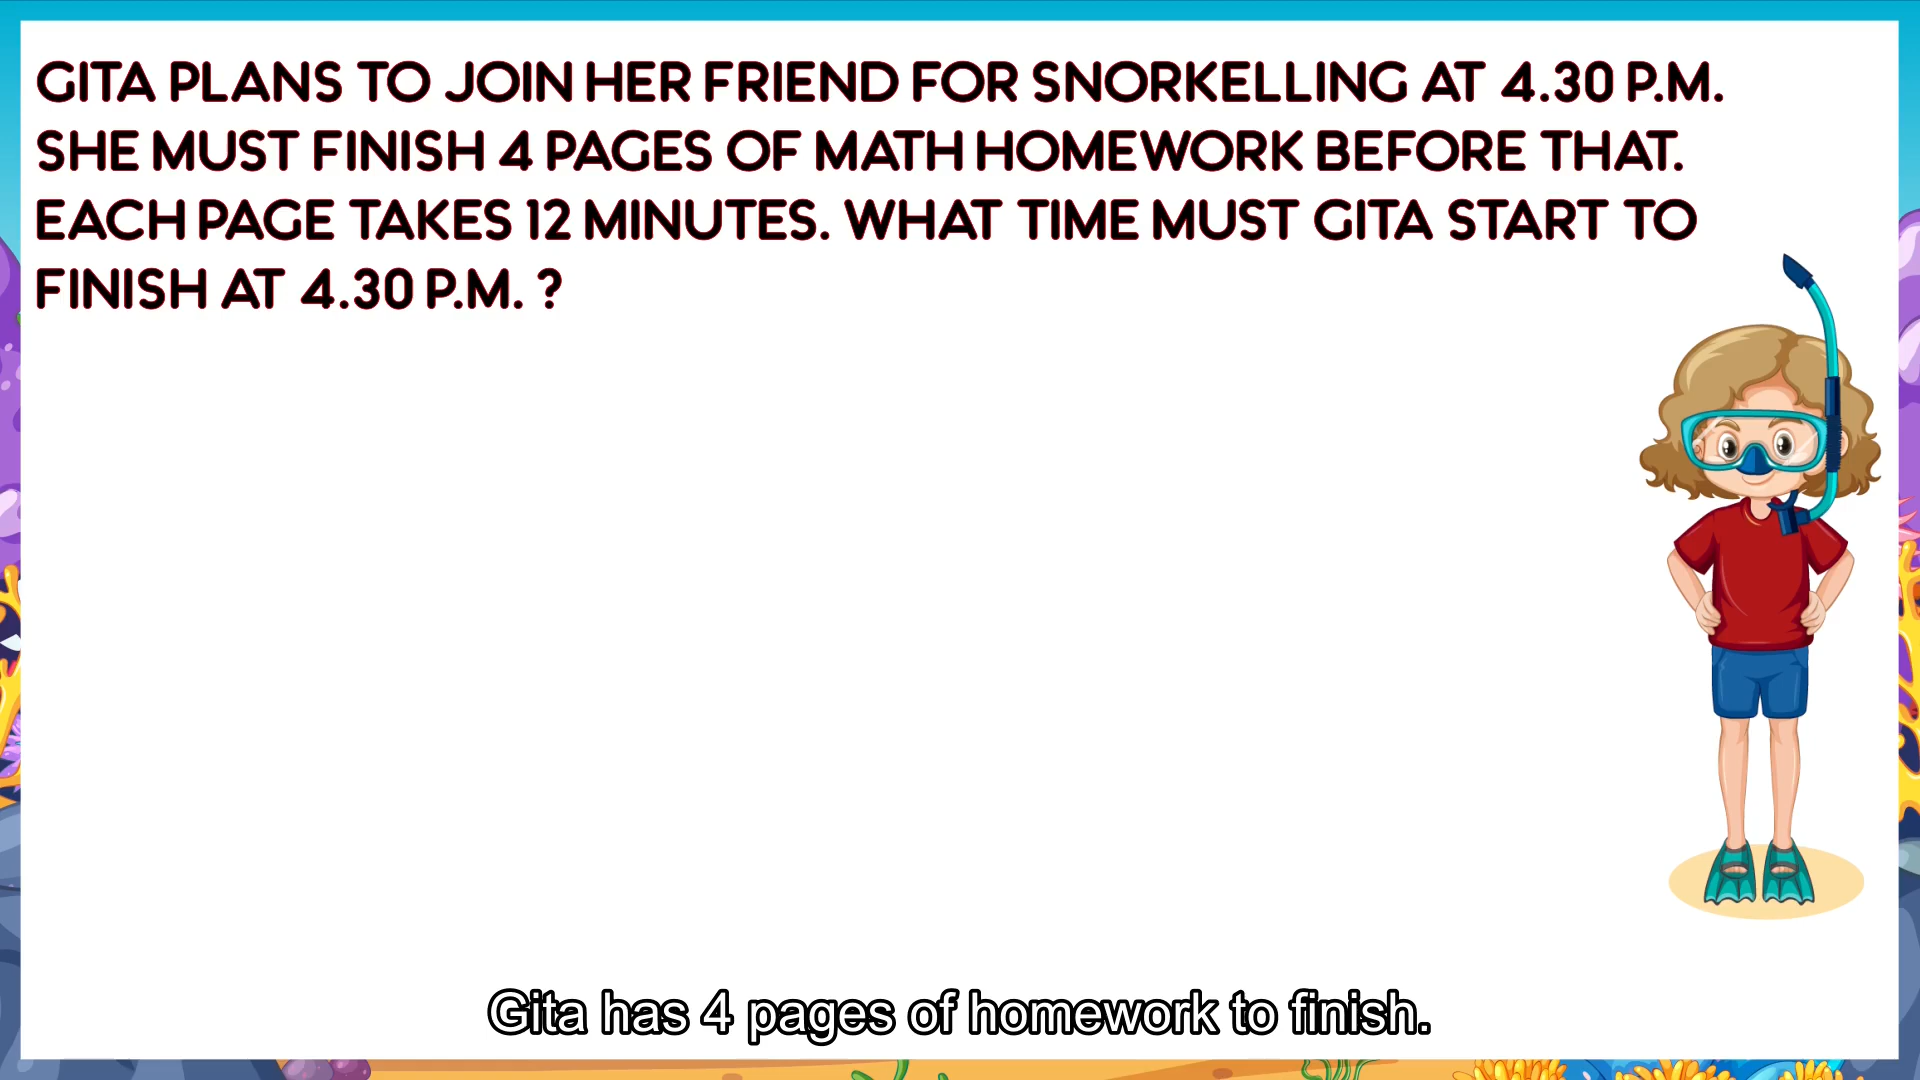 GITA PLANS TO JOIN HER FRIEND FOR SNORKELLING AT 4.30 P.M.
SHE MUST FINISH 4 PAGES OF MATH HOMEWORK BEFORE THAT.
EACH PAGE TAKES 12 MINUTES. WHAT TIME MUST GITA START TO
FINISH AT 4.30 P.M. ?
Gita has 4 pages of homework to finish.